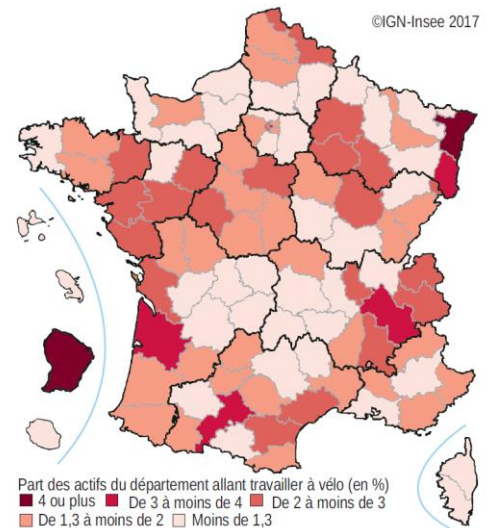 ©IGN-Insee 2017
Part des actifs du département allant travailler à vélo (en %)
4 ou plus De 3 à moins de 4 De 2 à moins de 3
De 1,3 à moins de 2 Moins de 1,3